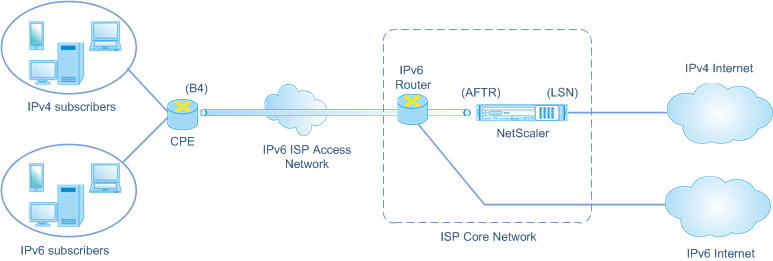 IPv4 subscribers
IPv6 subscribers
(B4)
CPE
IPv6 ISP Access
Network
IPv6
Router
(AFTR)
(LSN)
NetScaler
ISP Core Network
IPv4 Internet
IPv6 Internet